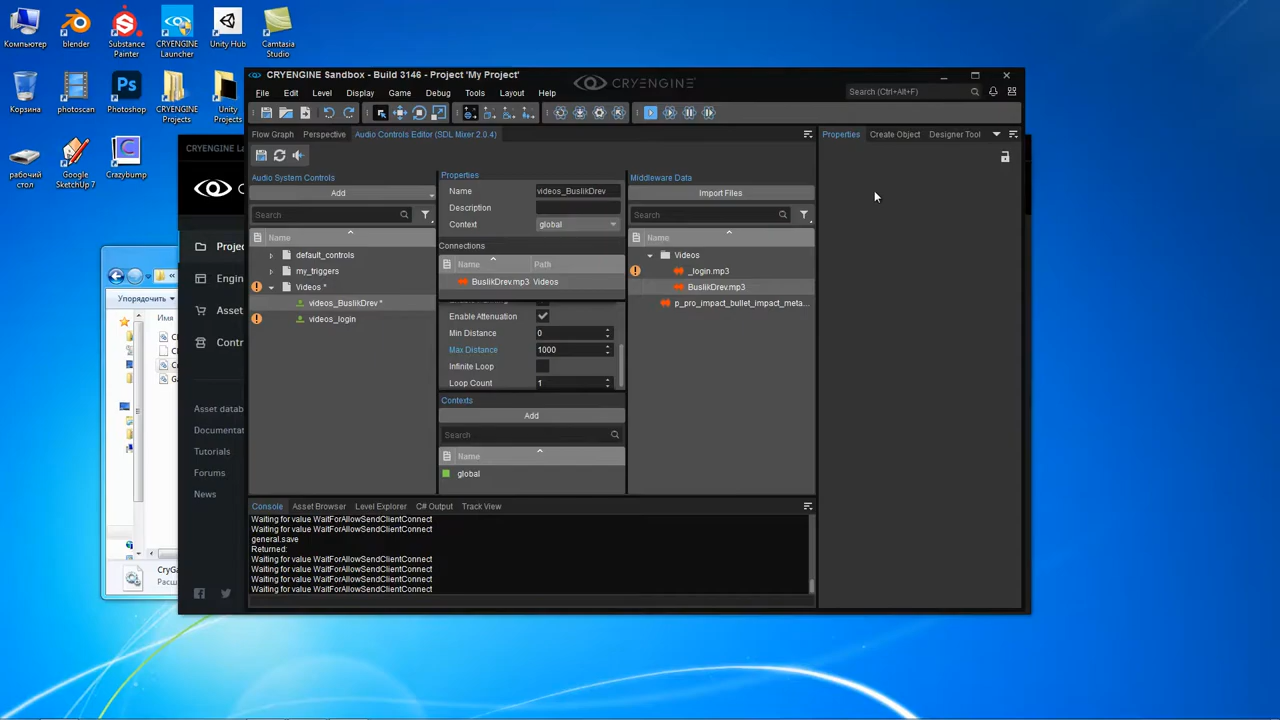 Компьютер
blender
Substance
Painter
CRYENGINE
Launcher
Unity Hub
Camtasia
Studio
Корзина
photoscan
Photoshop
CRYENGINE
Projects
Unity
Projects
рабочий
стол
Google
SketchUp 7
Crazybump
Упорядочить
Имя
CRYENGINE La
Projec
Engin
Asset
Contr
Asset datab
Documentat
Tutorials
Forums
News
CryGa
Расш
CRYENGINE Sandbox - Build 3146 - Project 'My Project'
CRYENGINE
File Edit Level Display Game Debug Tools Layout Help
Search (Ctrl+Alt+F)
Flow Graph Perspective Audio Controls Editor (SDL Mixer 2.0.4)
Audio System Controls
Add
Search
Name
default_controls
my_triggers
Videos *
videos_BuslikDrev *
videos_login
Properties
Name videos_BuslikDrev
Description
Context global
Connections
Name Path
BuslikDrev.mp3 Videos
Enable Attenuation
Min Distance 0
Max Distance 1000
Infinite Loop
Loop Count 1
Contexts
Add
Search
Name
global
Middleware Data
Import Files
Search
Name
Videos
_login.mp3
BuslikDrev.mp3
p_pro_impact_bullet_impact_meta...
Properties Create Object Designer Tool
Console Asset Browser Level Explorer C# Output Track View
Waiting for value WaitForAllowSendClientConnect
Waiting for value WaitForAllowSendClientConnect
general.save
Returned:
Waiting for value WaitForAllowSendClientConnect
Waiting for value WaitForAllowSendClientConnect
Waiting for value WaitForAllowSendClientConnect
Waiting for value WaitForAllowSendClientConnect